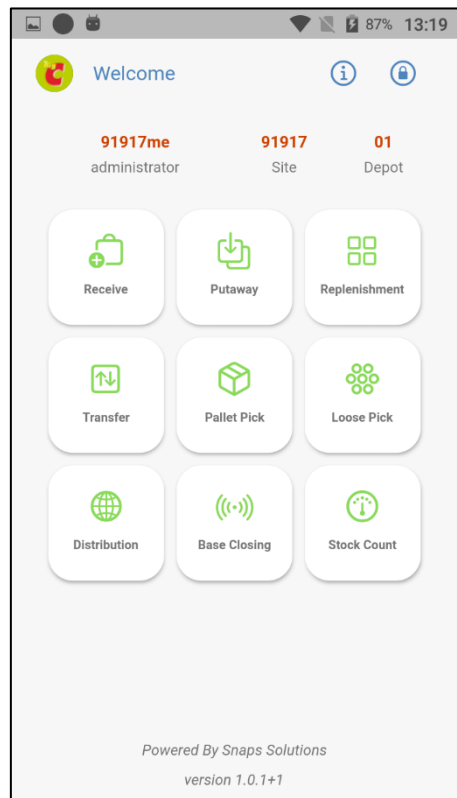 87% 13:19
Welcome
91917me 91917 01
administrator Site Depot
Receive Putaway Replenishment
Transfer Pallet Pick Loose Pick
Distribution Base Closing Stock Count
Powered By Snaps Solutions
version 1.0.1+1